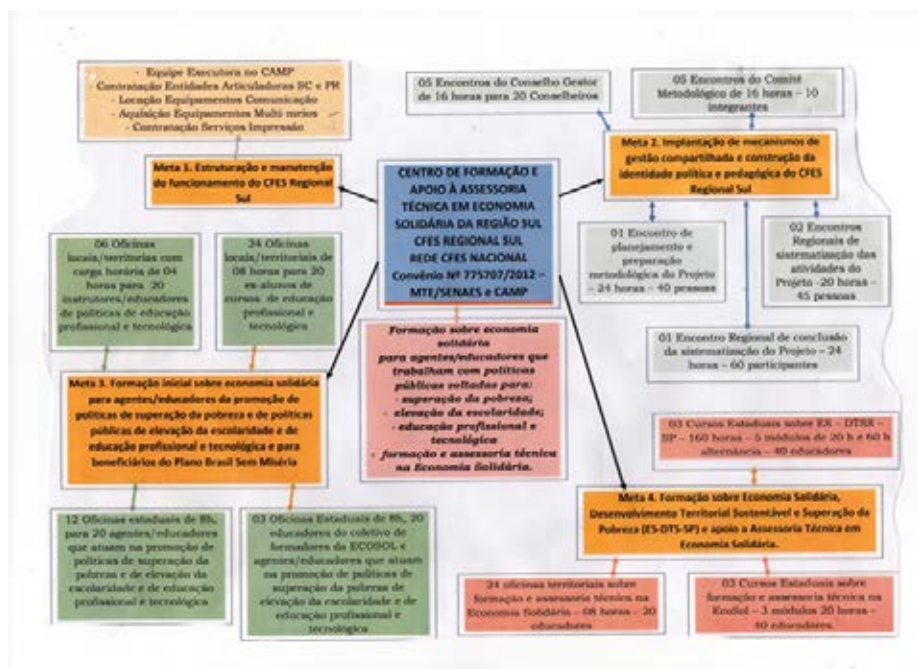 - Equipe Executora no CAMP
- Contratação Entidades Articuladoras SC e PR
- Locação Equipamentos Comunicação
- Aquisição Equipamentos Multi meios
- Contratação Serviços Impressão
05 Encontros do Conselho Gestor
de 16 horas para 20 Conselheiros
05 Encontros do Comitê
Metodológico de 16 horas – 10
integrantes
Meta 1. Estruturação e manutenção
do funcionamento do CFES Regional
Sul
CENTRO DE FORMAÇÃO E
APOIO À ASSESSORIA
TÉCNICA EM ECONOMIA
SOLIDÁRIA DA REGIÃO SUL
CFES REGIONAL SUL
REDE CFES NACIONAL
Convênio Nº 775707/2012 –
MTE/SENAES e CAMP
Meta 2. Implantação de mecanismos de
gestão compartilhada e construção da
identidade política e pedagógica do CFES
Regional Sul
06 Oficinas
locais/territorias com
carga horária de 04
horas para 20
instrutores/educadores
de políticas de educação
profissional e tecnológica
24 Oficinas
locais/territoriais de
08 horas para 20
es alunos de
cursos de educação
profissional e
tecnológica
01 Encontro de
planejamento e
preparação
metodológica do Projeto
– 24 horas – 40 pessoas
02 Encontros
Regionais de
sistematização das
atividades do
Projeto -20 horas –
45 pessoas
01 Encontro Regional de conclusão
da sistematização do Projeto – 24
horas – 60 participantes
Formação sobre economia
solidária
para agentes/educadores que
trabalham com políticas
públicas voltadas para:
- superação da pobreza;
- elevação da escolaridade;
- educação profissional e
tecnológica
- formação e assessoria técnica
na Economia Solidária.
Meta 3. Formação inicial sobre economia solidária
para agentes/educadores da promoção de
políticas de superação da pobreza e de políticas
públicas de elevação da escolaridade e de
educação profissional e tecnológica e para
beneficiários do Plano Brasil Sem Miséria
03 Cursos Estaduais sobre ES – DTSS –
SP – 160 horas – 5 módulos de 20 h e 60 h
alternância – 40 educadores
Meta 4. Formação sobre Economia Solidária,
Desenvolvimento Territorial Sustentável e Superação da
Pobreza (ES-DTS-SP) e apoio a Assessoria Técnica em
Economia Solidária.
12 Oficinas estaduais de 8h,
para 20 agentes/educadores
que atuam na promoção de
políticas de superação da
pobreza e de elevação da
escolaridade e de educação
profissional e tecnológica
03 Oficinas Estaduais de 8h, 20
educadores do coletivo de
formadores da ECOSOL e
agentes/educadores que atuam
na promoção de políticas de
superação da pobreza de
elevação da escolaridade e de
educação profissional e
tecnológica
24 oficinas territoriais sobre
formação e assessoria técnica na
Economia Solidária – 08 horas – 20
educadores
03 Cursos Estaduais sobre
formação e assessoria técnica na
EcoSol – 3 módulos 20 horas –
40 educadores.